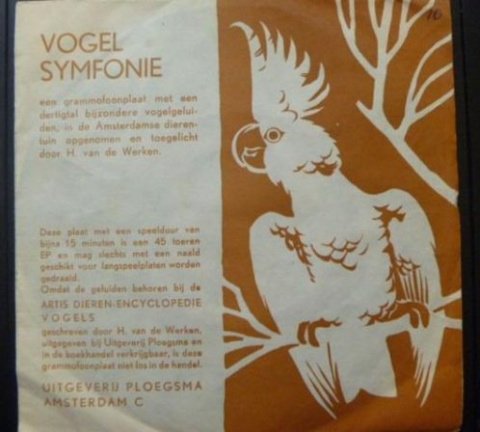 VOGEL
SYMFONIE
een grammofoonplaat met een
dertigtal bijzondere vogelgelui-
den, in de Amsterdamse dieren-
tuin opgenomen en toegelicht
door H. van de Werken.
Deze plaat met een speelduur van
bijna 15 minuten is een 45 toeren
EP en mag slechts met een naald
geschikt voor langspeelplaten worden
gedraaid.
Omdat de geluiden behoren bij de
ARTIS DIEREN-ENCYCLOPEDIE
VOGELS
geschreven door H. van de Werken,
uitgegeven bij Uitgeverij Ploegsma en
in de boekhandel verkrijgbaar, is deze
grammofoonplaat niet los in de handel.
UITGEVERIJ PLOEGSMA
AMSTERDAM C